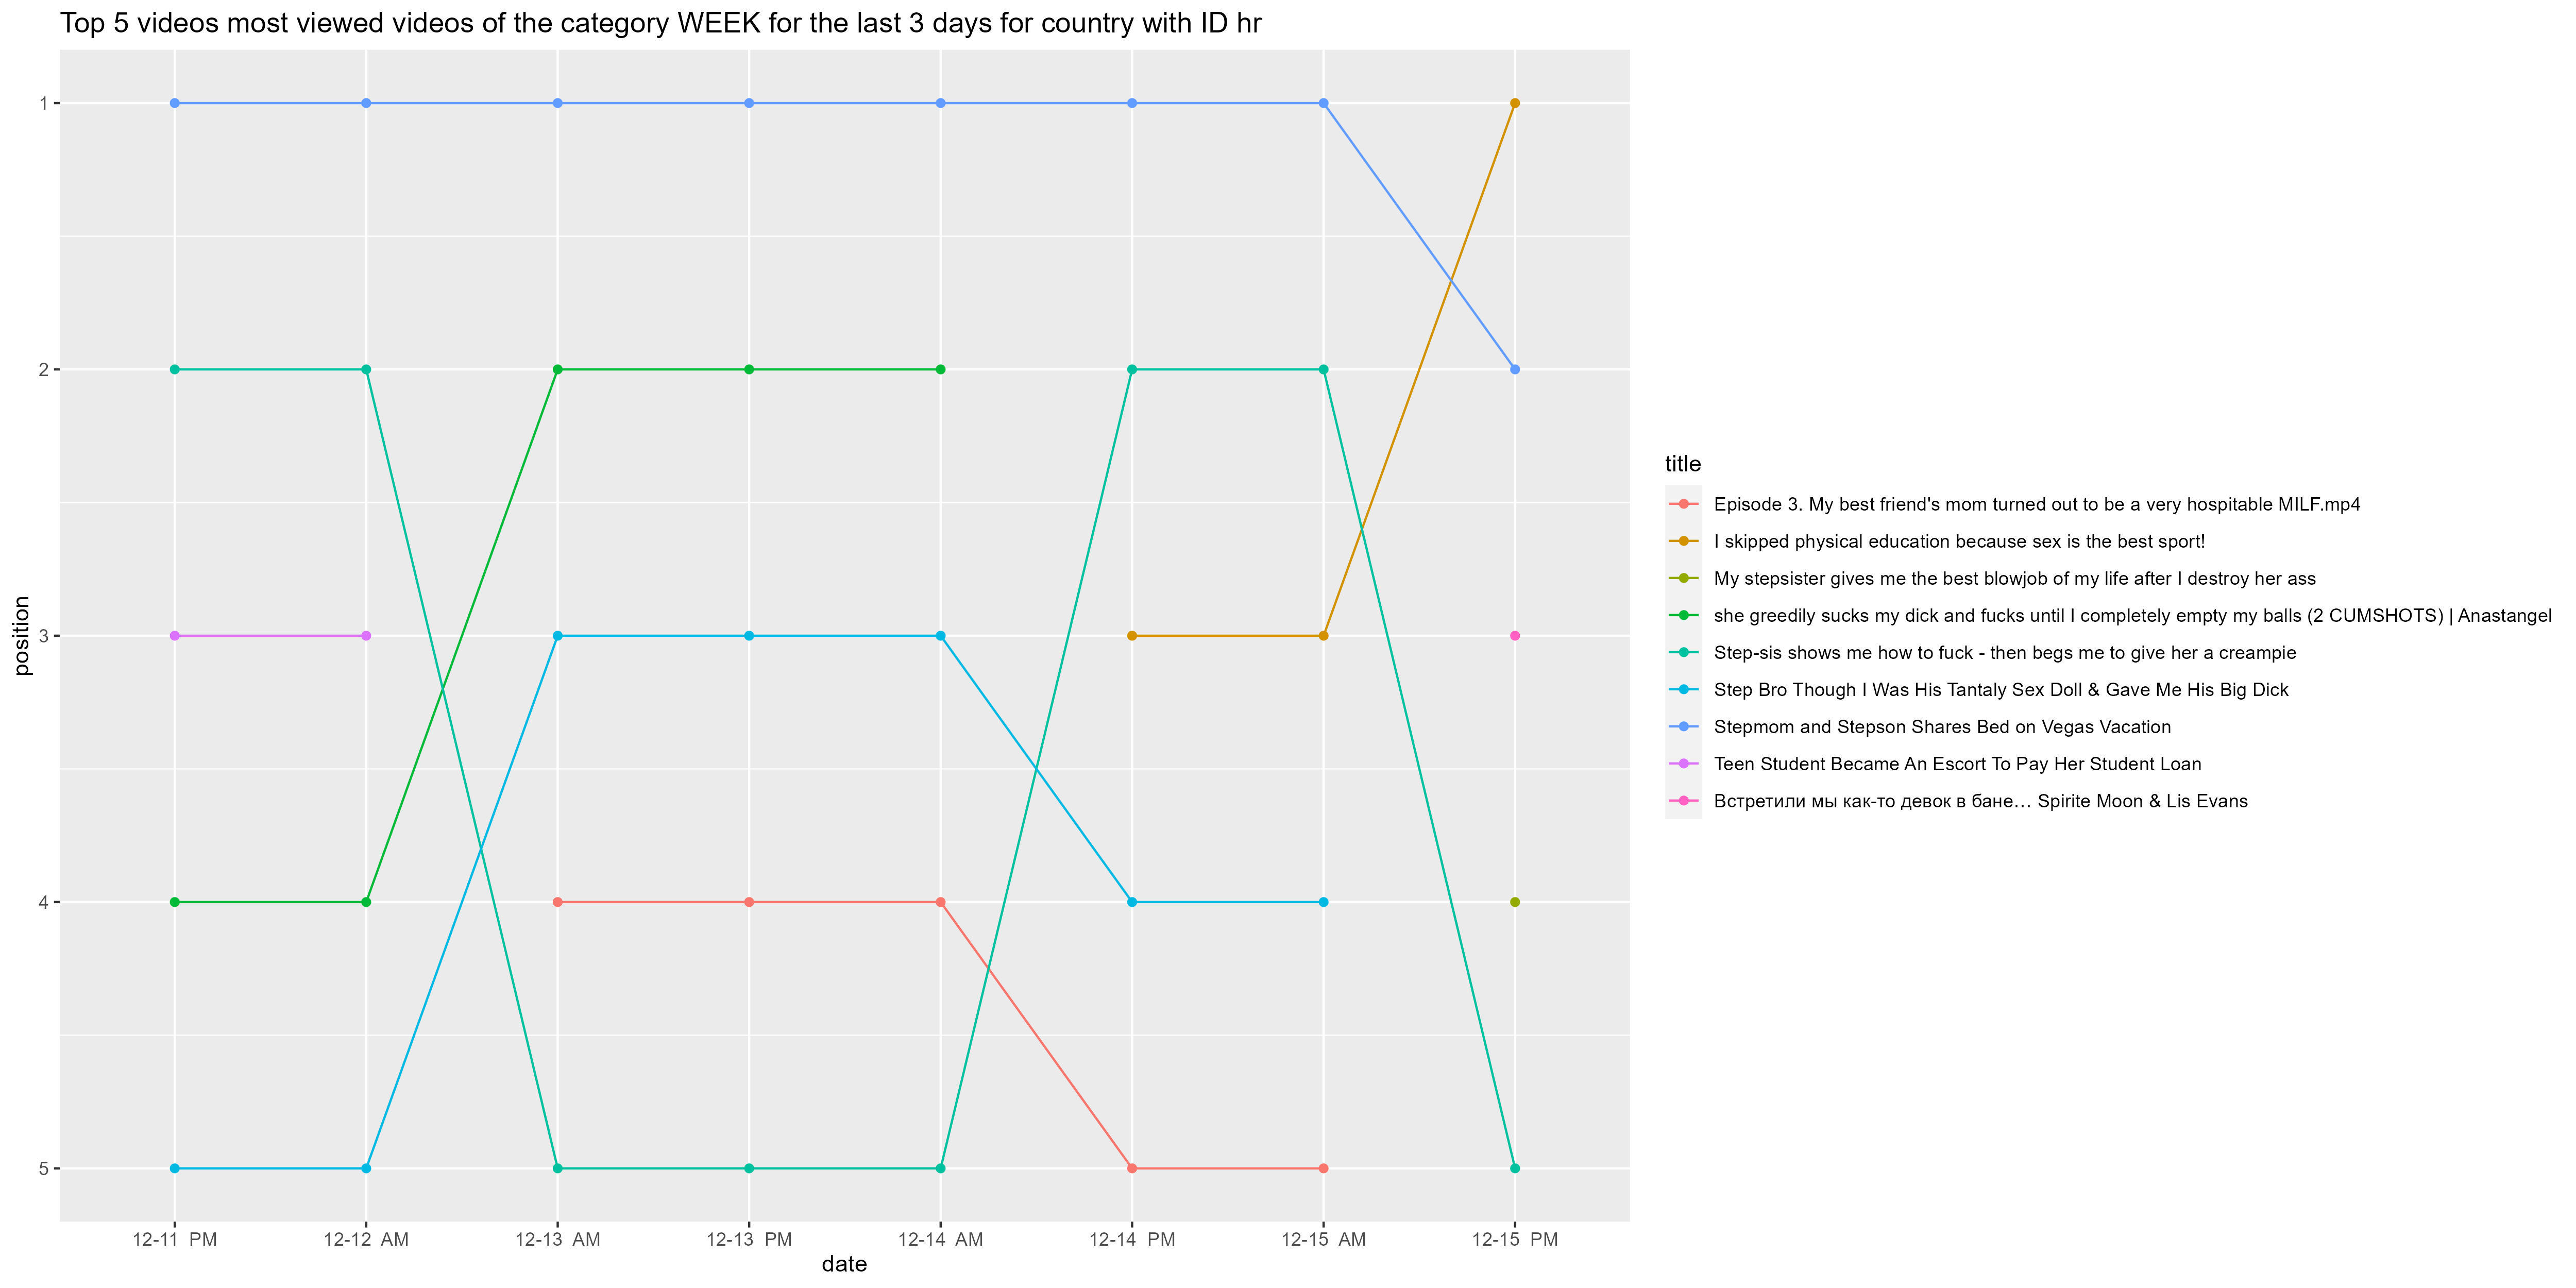 Top 5 videos most viewed videos of the category WEEK for the last 3 days for country with ID hr
position
1
2
3
4
5
12-11 PM
12-12 AM
12-13 AM
12-13 PM
12-14 AM
12-14 PM
12-15 AM
12-15 PM
date
title
Episode 3. My best friend's mom turned out to be a very hospitable MILF.mp4
I skipped physical education because sex is the best sport!
My stepsister gives me the best blowjob of my life after I destroy her ass
she greedily sucks my dick and fucks until I completely empty my balls (2 CUMSHOTS) | Anastangel
Step-sis shows me how to fuck - then begs me to give her a creampie
Step Bro Though I Was His Tantaly Sex Doll & Gave Me His Big Dick
Stepmom and Stepson Shares Bed on Vegas Vacation
Teen Student Became An Escort To Pay Her Student Loan
Встретили мы как-то девок в бане… Spirite Moon & Lis Evans